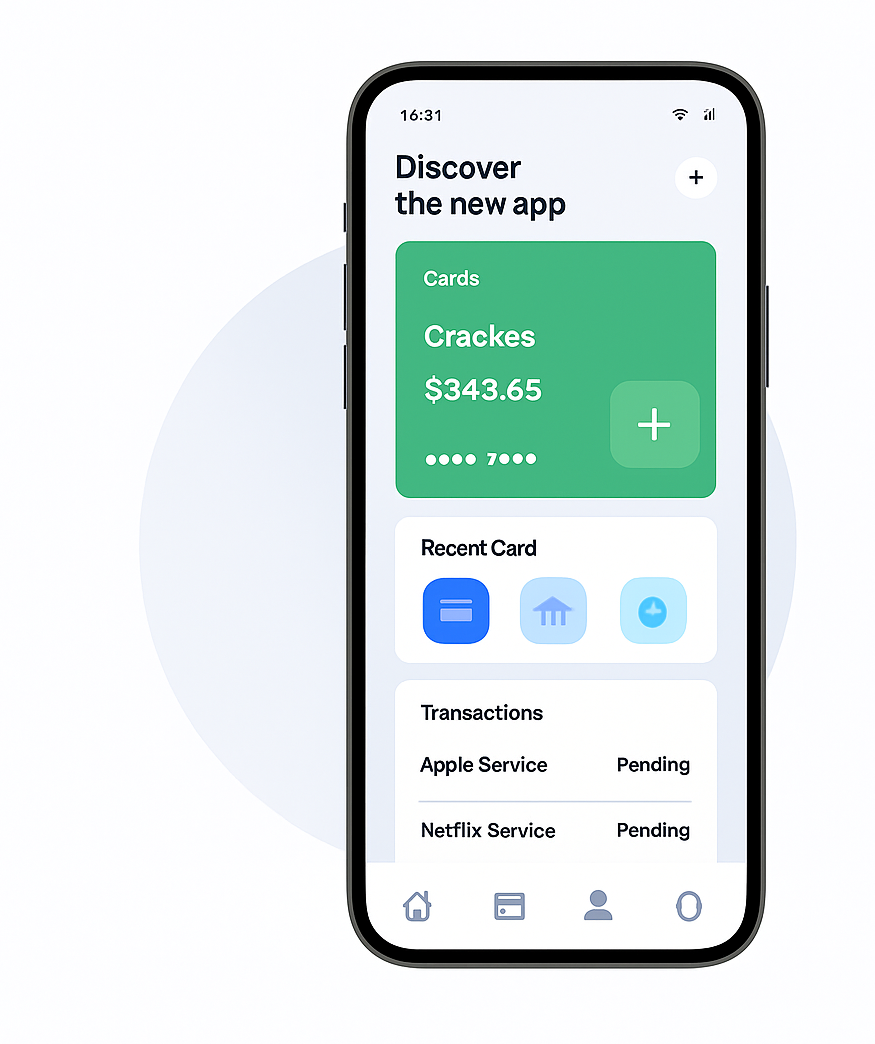 16:31
Discover
the new app
+
Cards
Crackes
$343.65
+
●●●● 7●●●
Recent Card
Transactions
Apple Service Pending
Netflix Service Pending